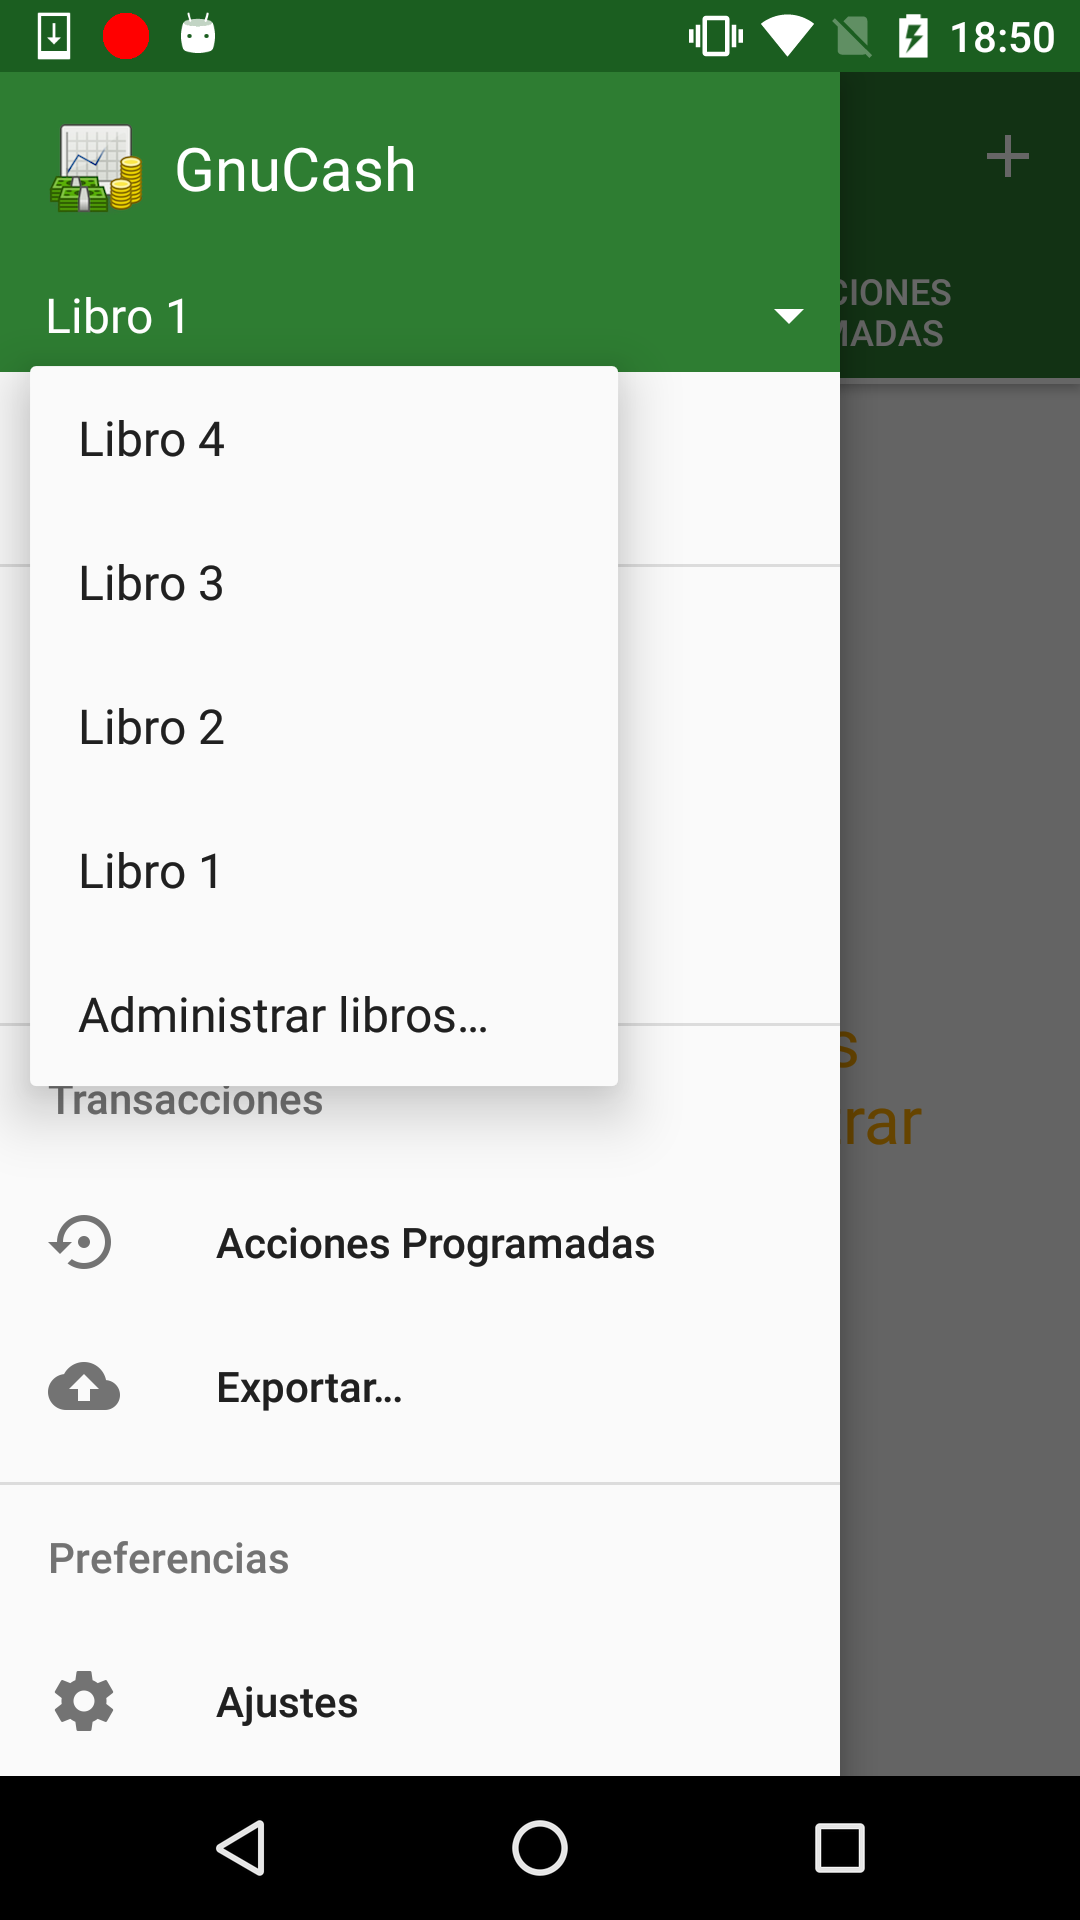 18:50
GnuCash
Libro 1
CIONES
MADAS
Libro 4
Libro 3
Libro 2
Libro 1
Administrar libros...
s
rar
Transacciones
Acciones Programadas
Exportar...
Preferencias
Ajustes